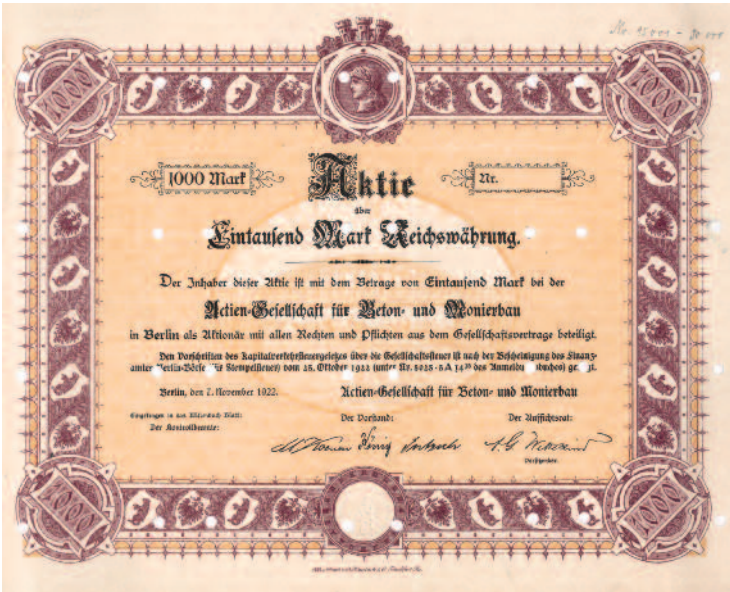 Nr. 15001 - 30000
1000
1000
1000 Mark
Aktie
Nr.
über
Eintausend Mark Reichswährung.
Der Inhaber dieser Aktie ist mit dem Betrage von Eintausend Mark bei der
Actien-Gesellschaft für Beton- und Monierbau
in Berlin als Aktionär mit allen Rechten und Pflichten aus dem Gesellschaftsvertrage beteiligt.
Den Vorschriften des Kapitalverkehrsteuergesetzes über die Gesellschaftsteuer ist nach der Bescheinigung des Finanz-
amtes Berlin-Börse für Stempelsteuer) vom 25. Oktober 1922 (unter Nr. des
Berlin, den 7. November 1922.
Actien-Gesellschaft für Beton- und Monierbau
Eingetragen in das Blatt:
Der Kontrollbeamte:
Der Vorstand:
Der Aufsichtsrat:
König
Vorsitzender.
1000
1000